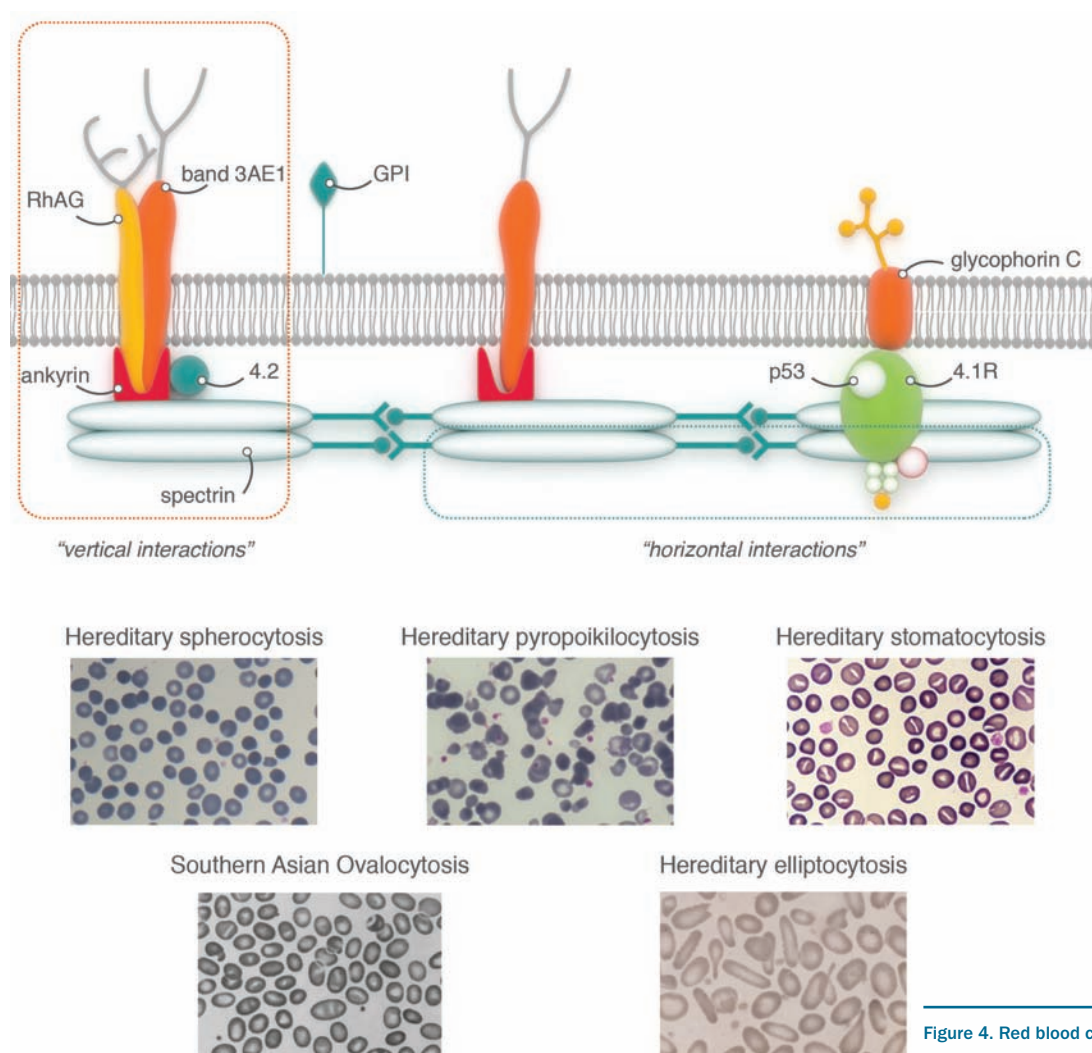 band 3AE1
GPI
RhAG
glycophorin C
ankyrin
4.2
p53
4.1R
spectrin
“vertical interactions”
“horizontal interactions”
Hereditary spherocytosis
Hereditary pyropoikilocytosis
Hereditary stomatocytosis
Southern Asian Ovalocytosis
Hereditary elliptocytosis
Figure 4. Red blood c